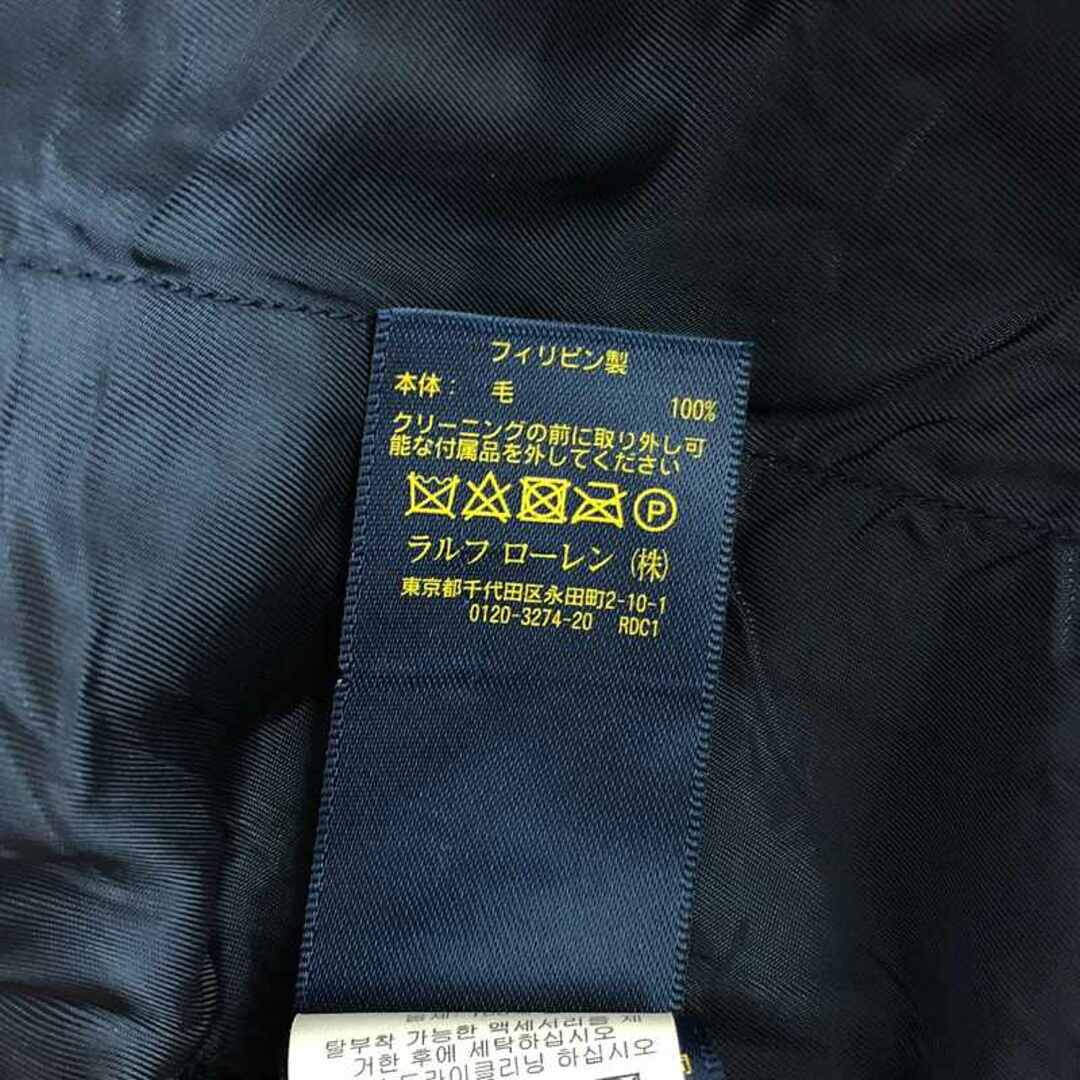 フィリピン製
本体: 毛 100%
クリーニングの前に取り外し可
能な付属品を外してください
P
ラルフ ローレン (株)
東京都千代田区永田町2-10-1
0120-3274-20 RDC1
탈부착 가능한 액세서리를 제
거한 후에 세탁하십시오
드라이클리닝 하십시오